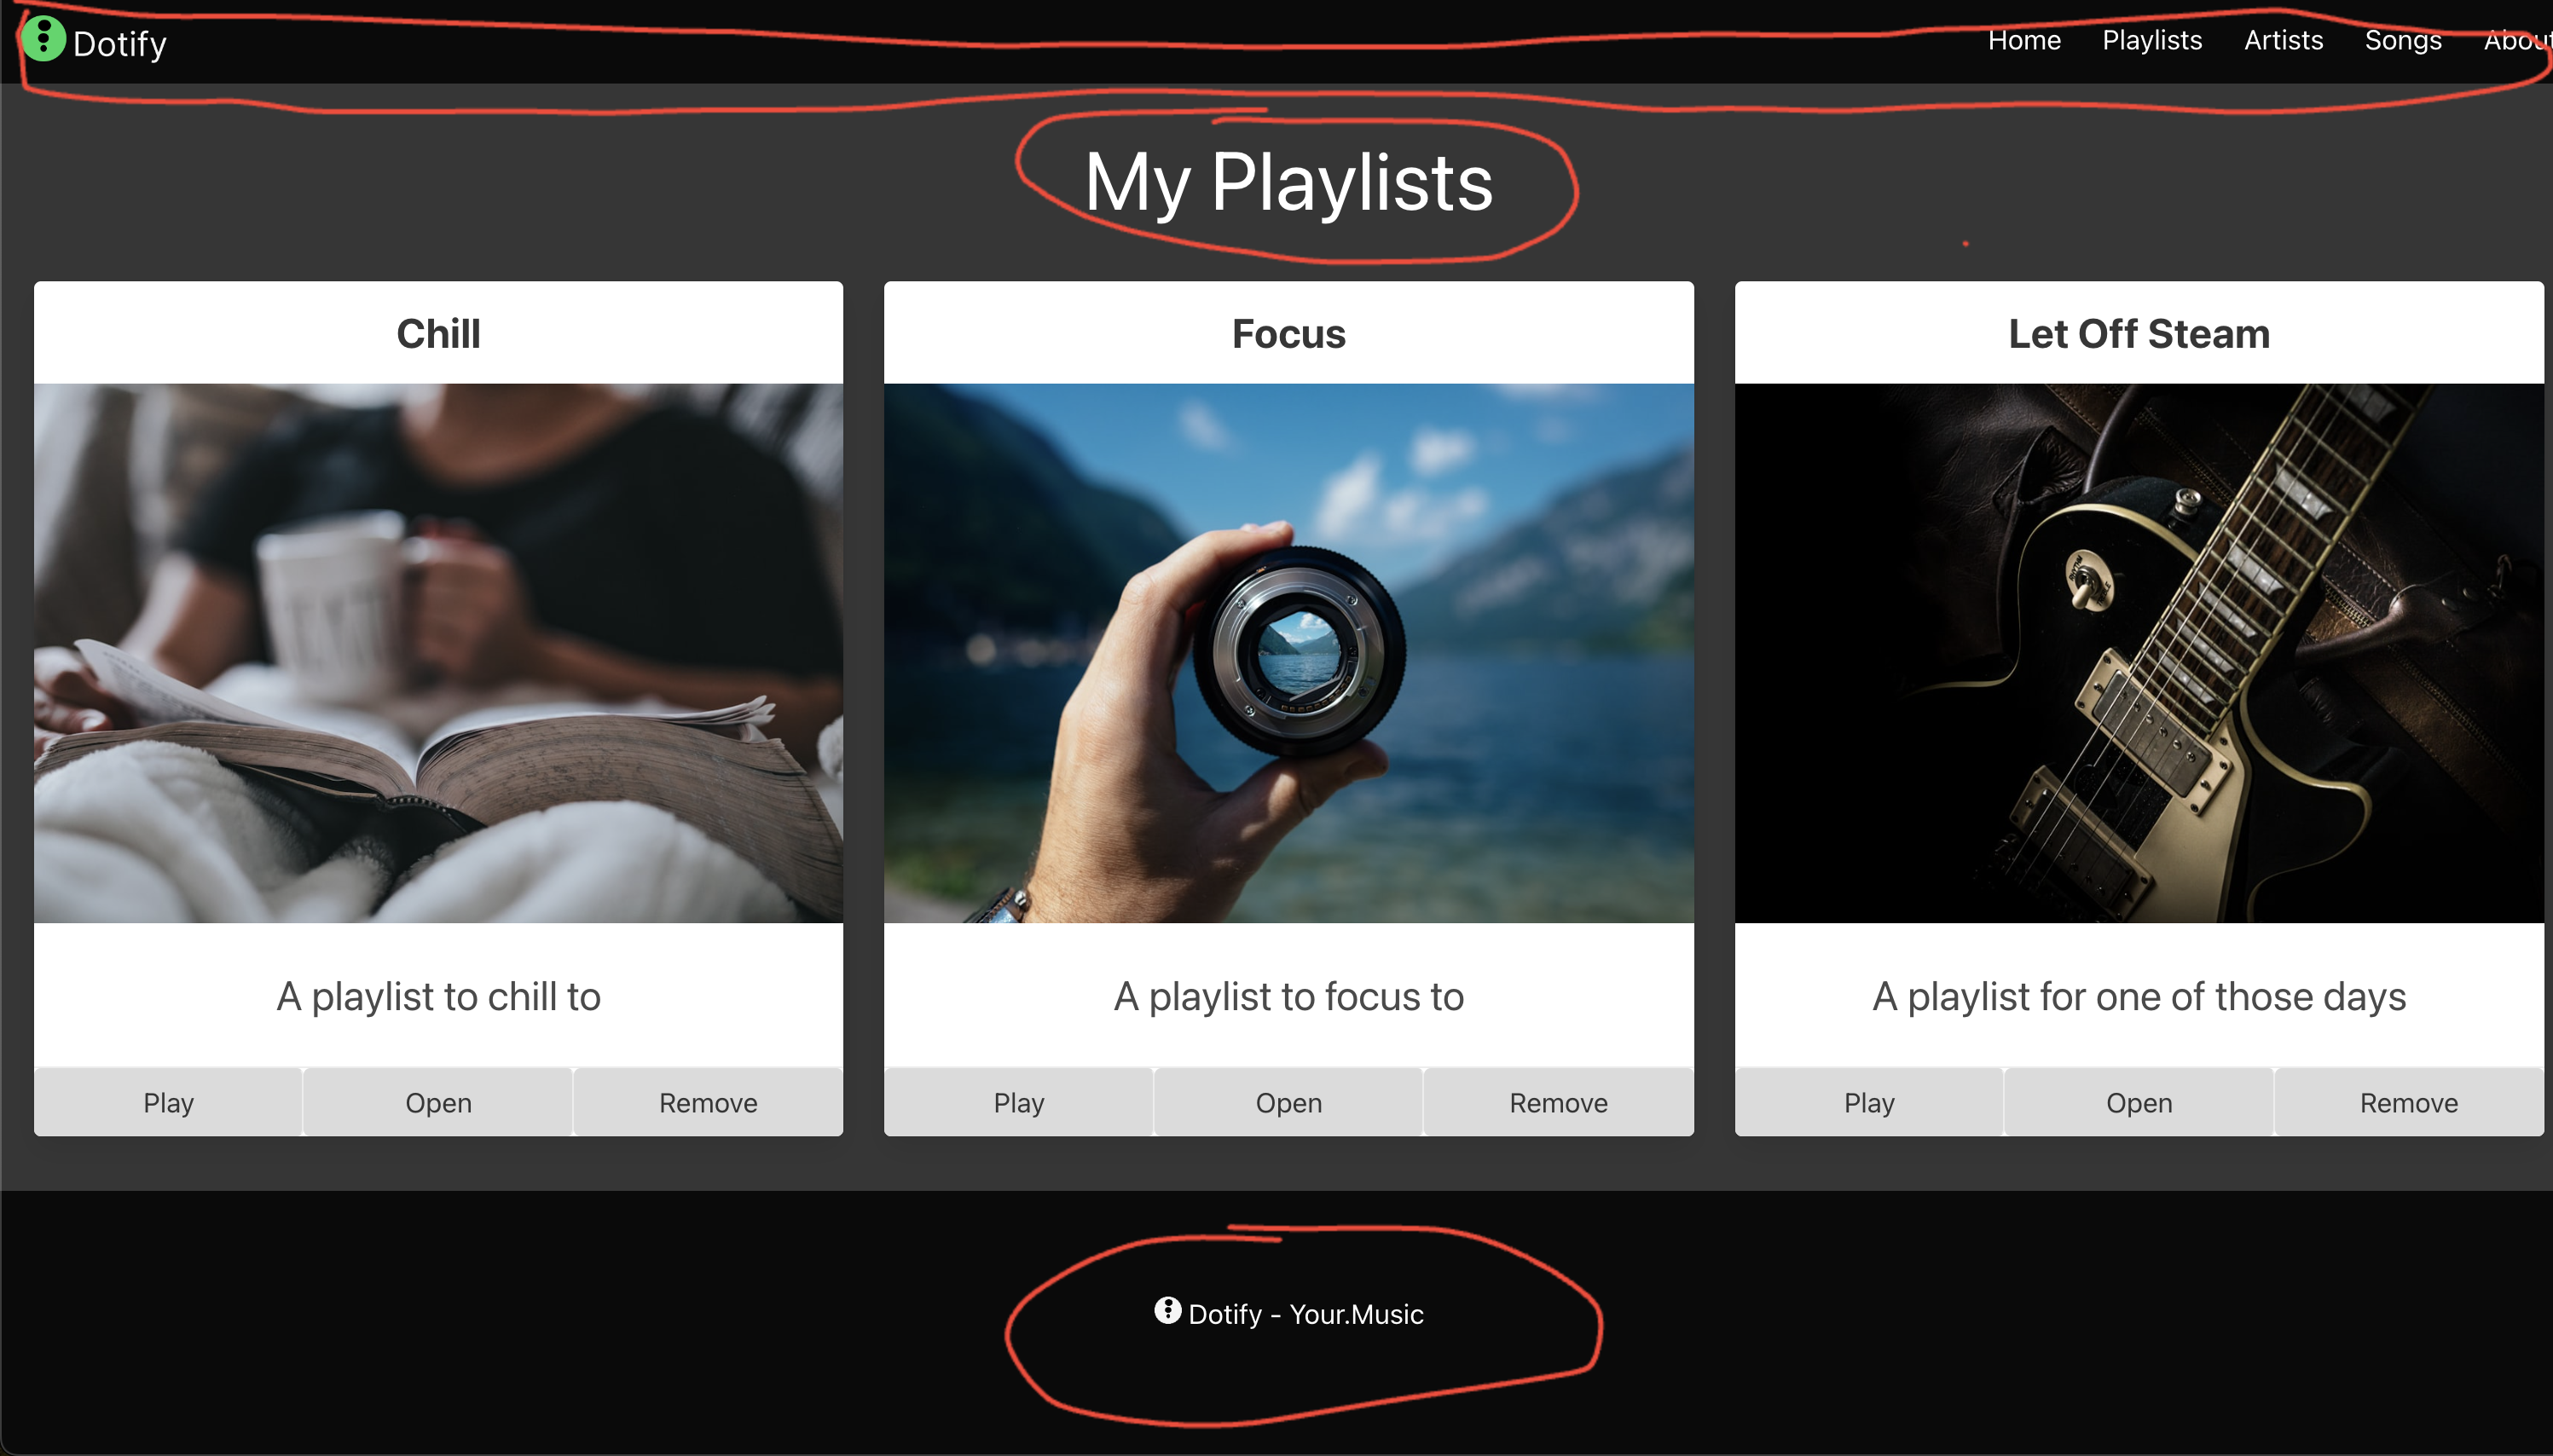 Dotify Home Playlists Artists Songs About
My Playlists
Chill Focus Let Off Steam
A playlist to chill to A playlist to focus to A playlist for one of those days
Play Open Remove Play Open Remove Play Open Remove
Dotify - Your.Music